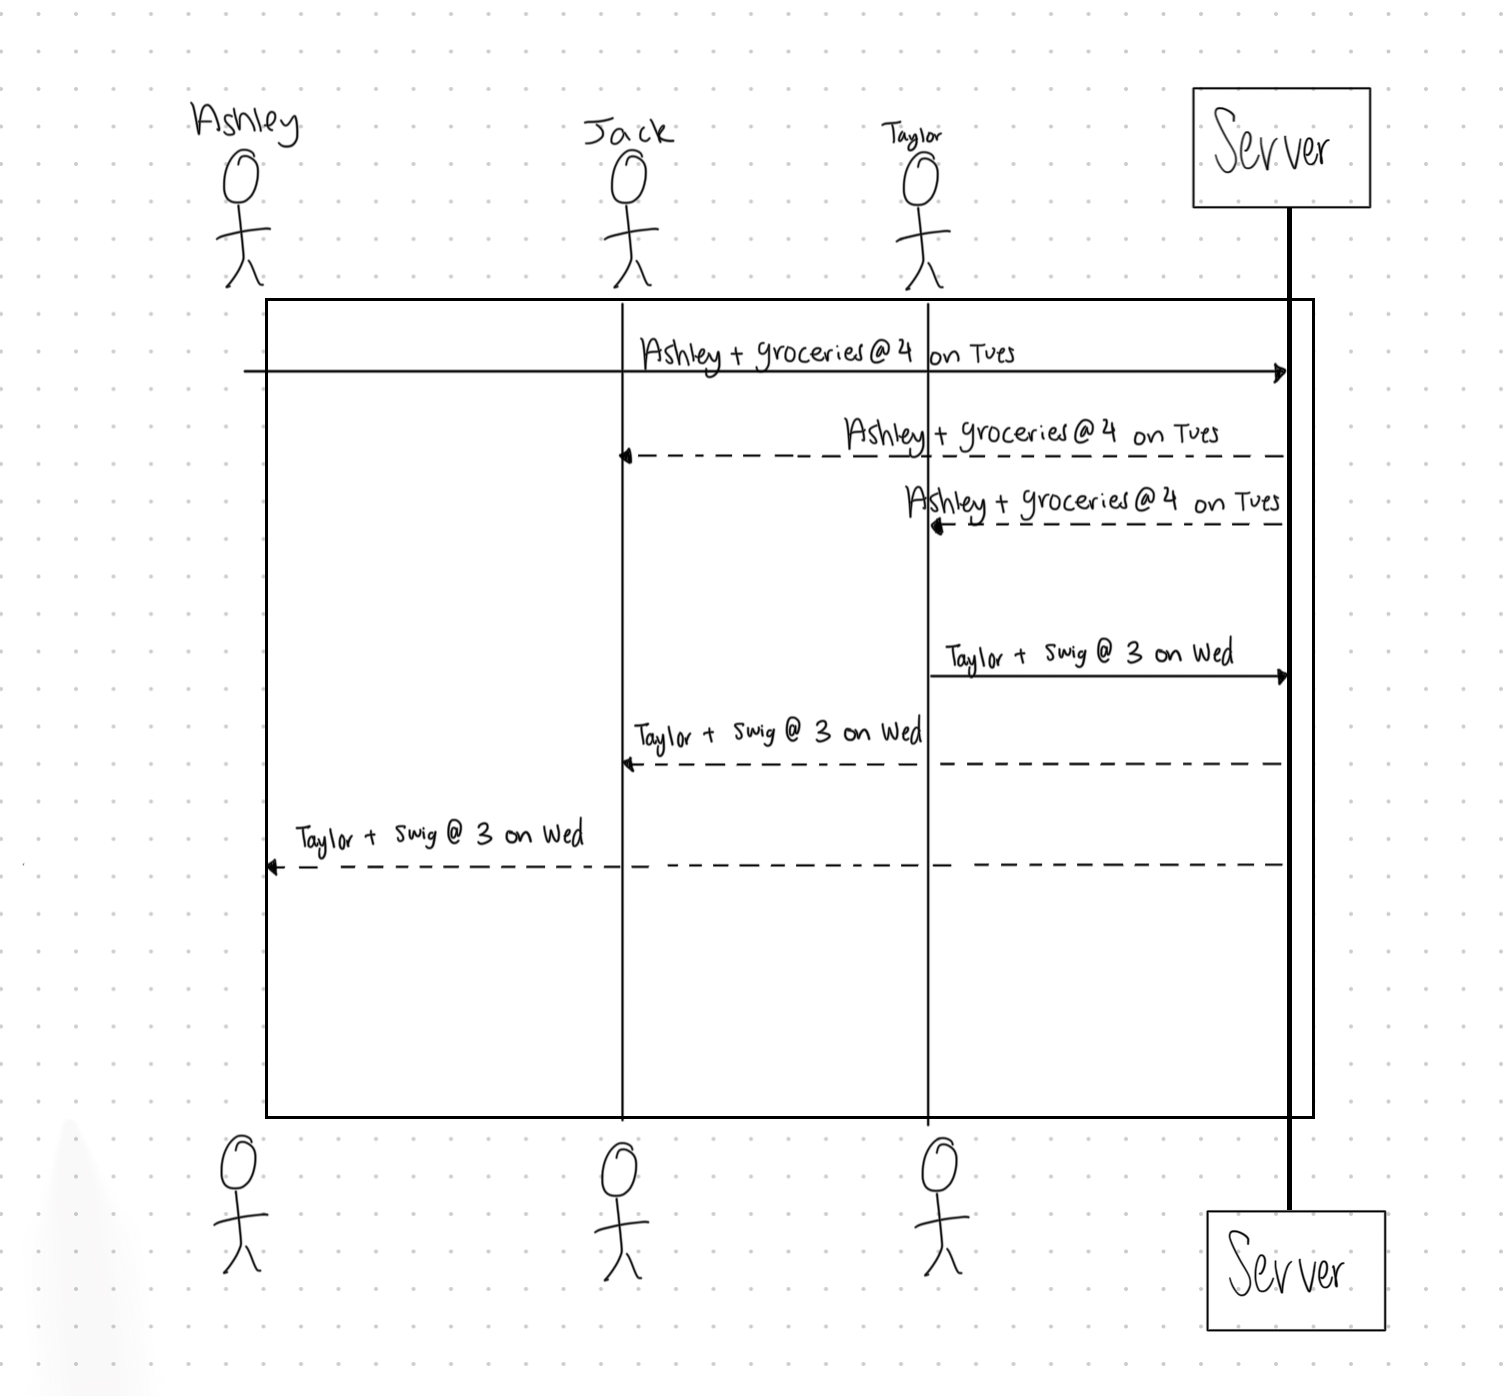 Ashley
Jack
Taylor
Server
Ashley + groceries @ 4 on Tues
Ashley + groceries @ 4 on Tues
Ashley + groceries @ 4 on Tues
Taylor + Swig @ 3 on Wed
Taylor + Swig @ 3 on Wed
Taylor + Swig @ 3 on Wed
Server